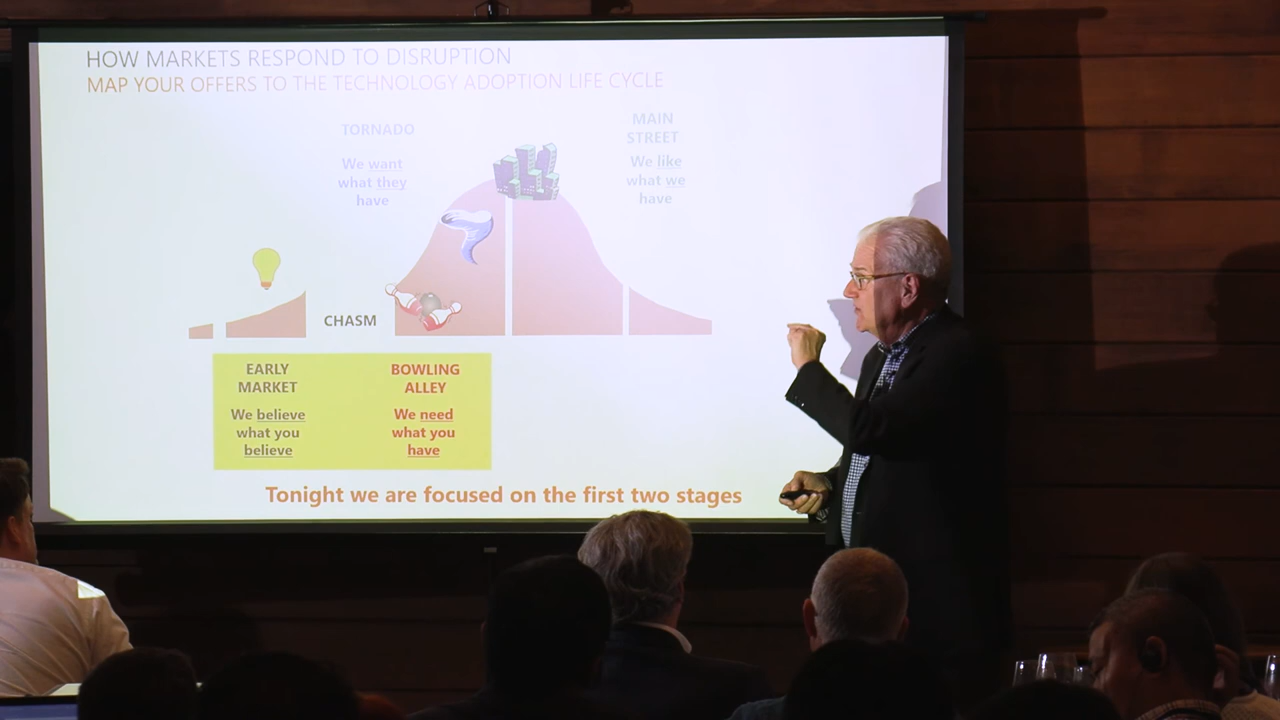 HOW MARKETS RESPOND TO DISRUPTION
MAP YOUR OFFERS TO THE TECHNOLOGY ADOPTION LIFE CYCLE
TORNADO
We want
what they
have
MAIN
STREET
We like
what we
have
CHASM
EARLY
MARKET
We believe
what you
believe
BOWLING
ALLEY
We need
what you
have
Tonight we are focused on the first two stages